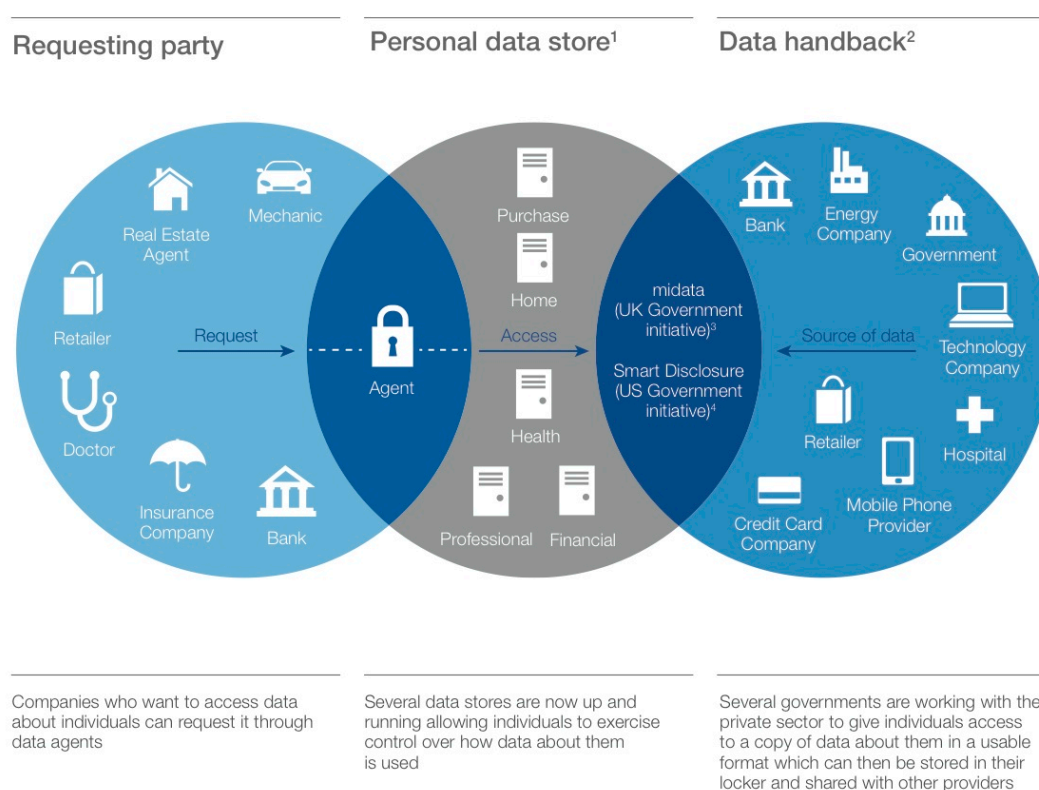 Requesting party
Personal data store¹
Data handback²
Mechanic
Real Estate
Agent
Retailer
Request
Doctor
Insurance
Company
Bank
Agent
Purchase
Home
Access
Health
Professional
Financial
midata
(UK Government
initiative)³
Smart Disclosure
(US Government
initiative)⁴
Bank
Energy
Company
Government
Source of data
Technology
Company
Retailer
Hospital
Mobile Phone
Provider
Credit Card
Company
Companies who want to access data
about individuals can request it through
data agents
Several data stores are now up and
running allowing individuals to exercise
control over how data about them
is used
Several governments are working with the
private sector to give individuals access
to a copy of data about them in a usable
format which can then be stored in their
locker and shared with other providers